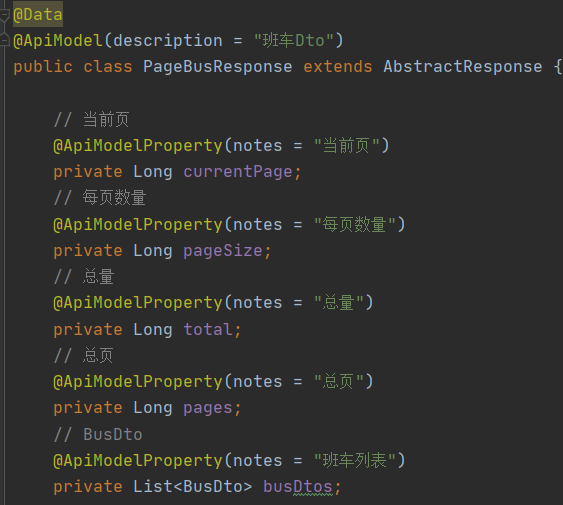 @Data
@ApiModel(description = "班车Dto")
public class PageBusResponse extends AbstractResponse {
// 当前页
@ApiModelProperty(notes = "当前页")
private Long currentPage;
// 每页数量
@ApiModelProperty(notes = "每页数量")
private Long pageSize;
// 总量
@ApiModelProperty(notes = "总量")
private Long total;
// 总页
@ApiModelProperty(notes = "总页")
private Long pages;
// BusDto
@ApiModelProperty(notes = "班车列表")
private List<BusDto> busDtos;